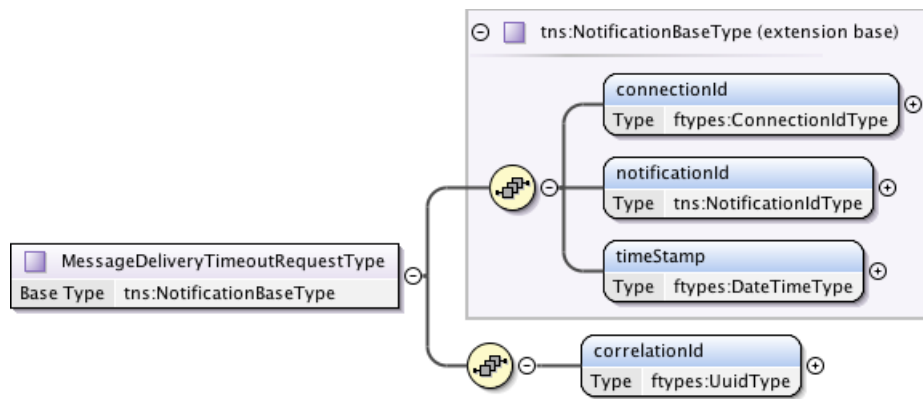 tns:NotificationBaseType (extension base)
connectionId
Type ftypes:ConnectionIdType
notificationId
Type tns:NotificationIdType
timeStamp
Type ftypes:DateTimeType
MessageDeliveryTimeoutRequestType
Base Type tns:NotificationBaseType
correlationId
Type ftypes:UuidType